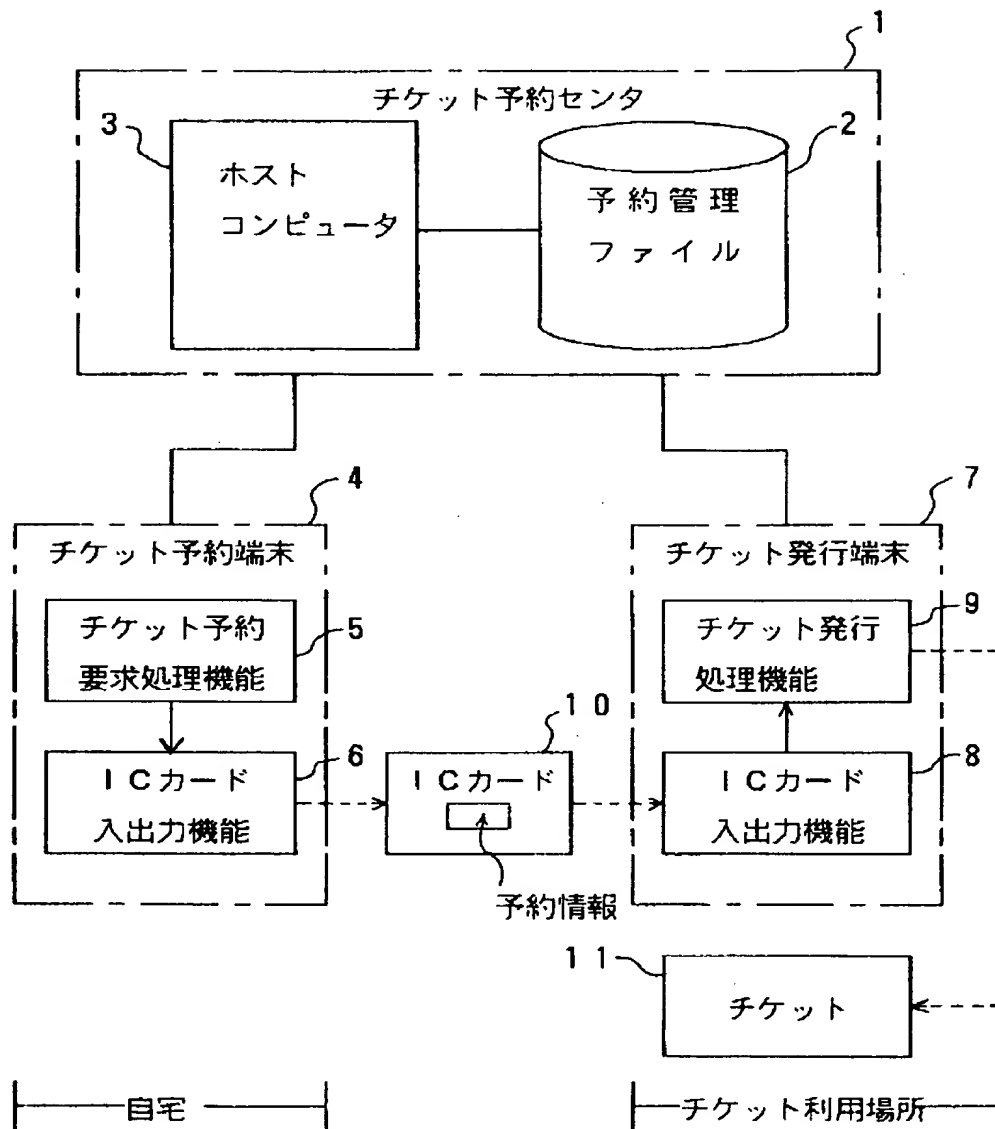 1
チケット予約センタ
3
2
ホスト
コンピュータ
予約管理
ファイル
4
7
チケット予約端末
チケット発行端末
チケット予約
要求処理機能
5
チケット発行
処理機能
9
10
ICカード
入出力機能
6
ICカード
ICカード
入出力機能
8
予約情報
11
チケット
自宅
チケット利用場所